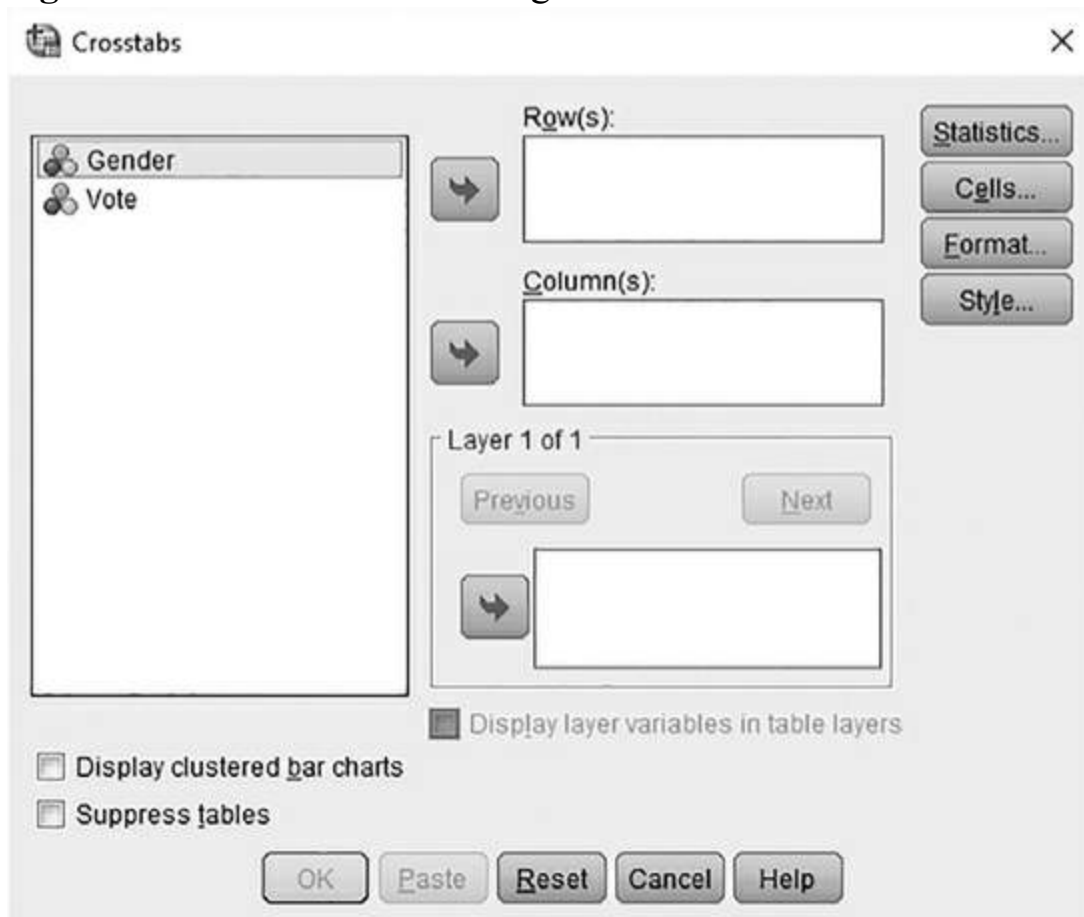 Crosstabs
Gender
Vote
Row(s):
Column(s):
Layer 1 of 1
Previous
Next
Display layer variables in table layers
Statistics...
Cells...
Format...
Style...
Display clustered bar charts
Suppress tables
OK
Paste
Reset
Cancel
Help